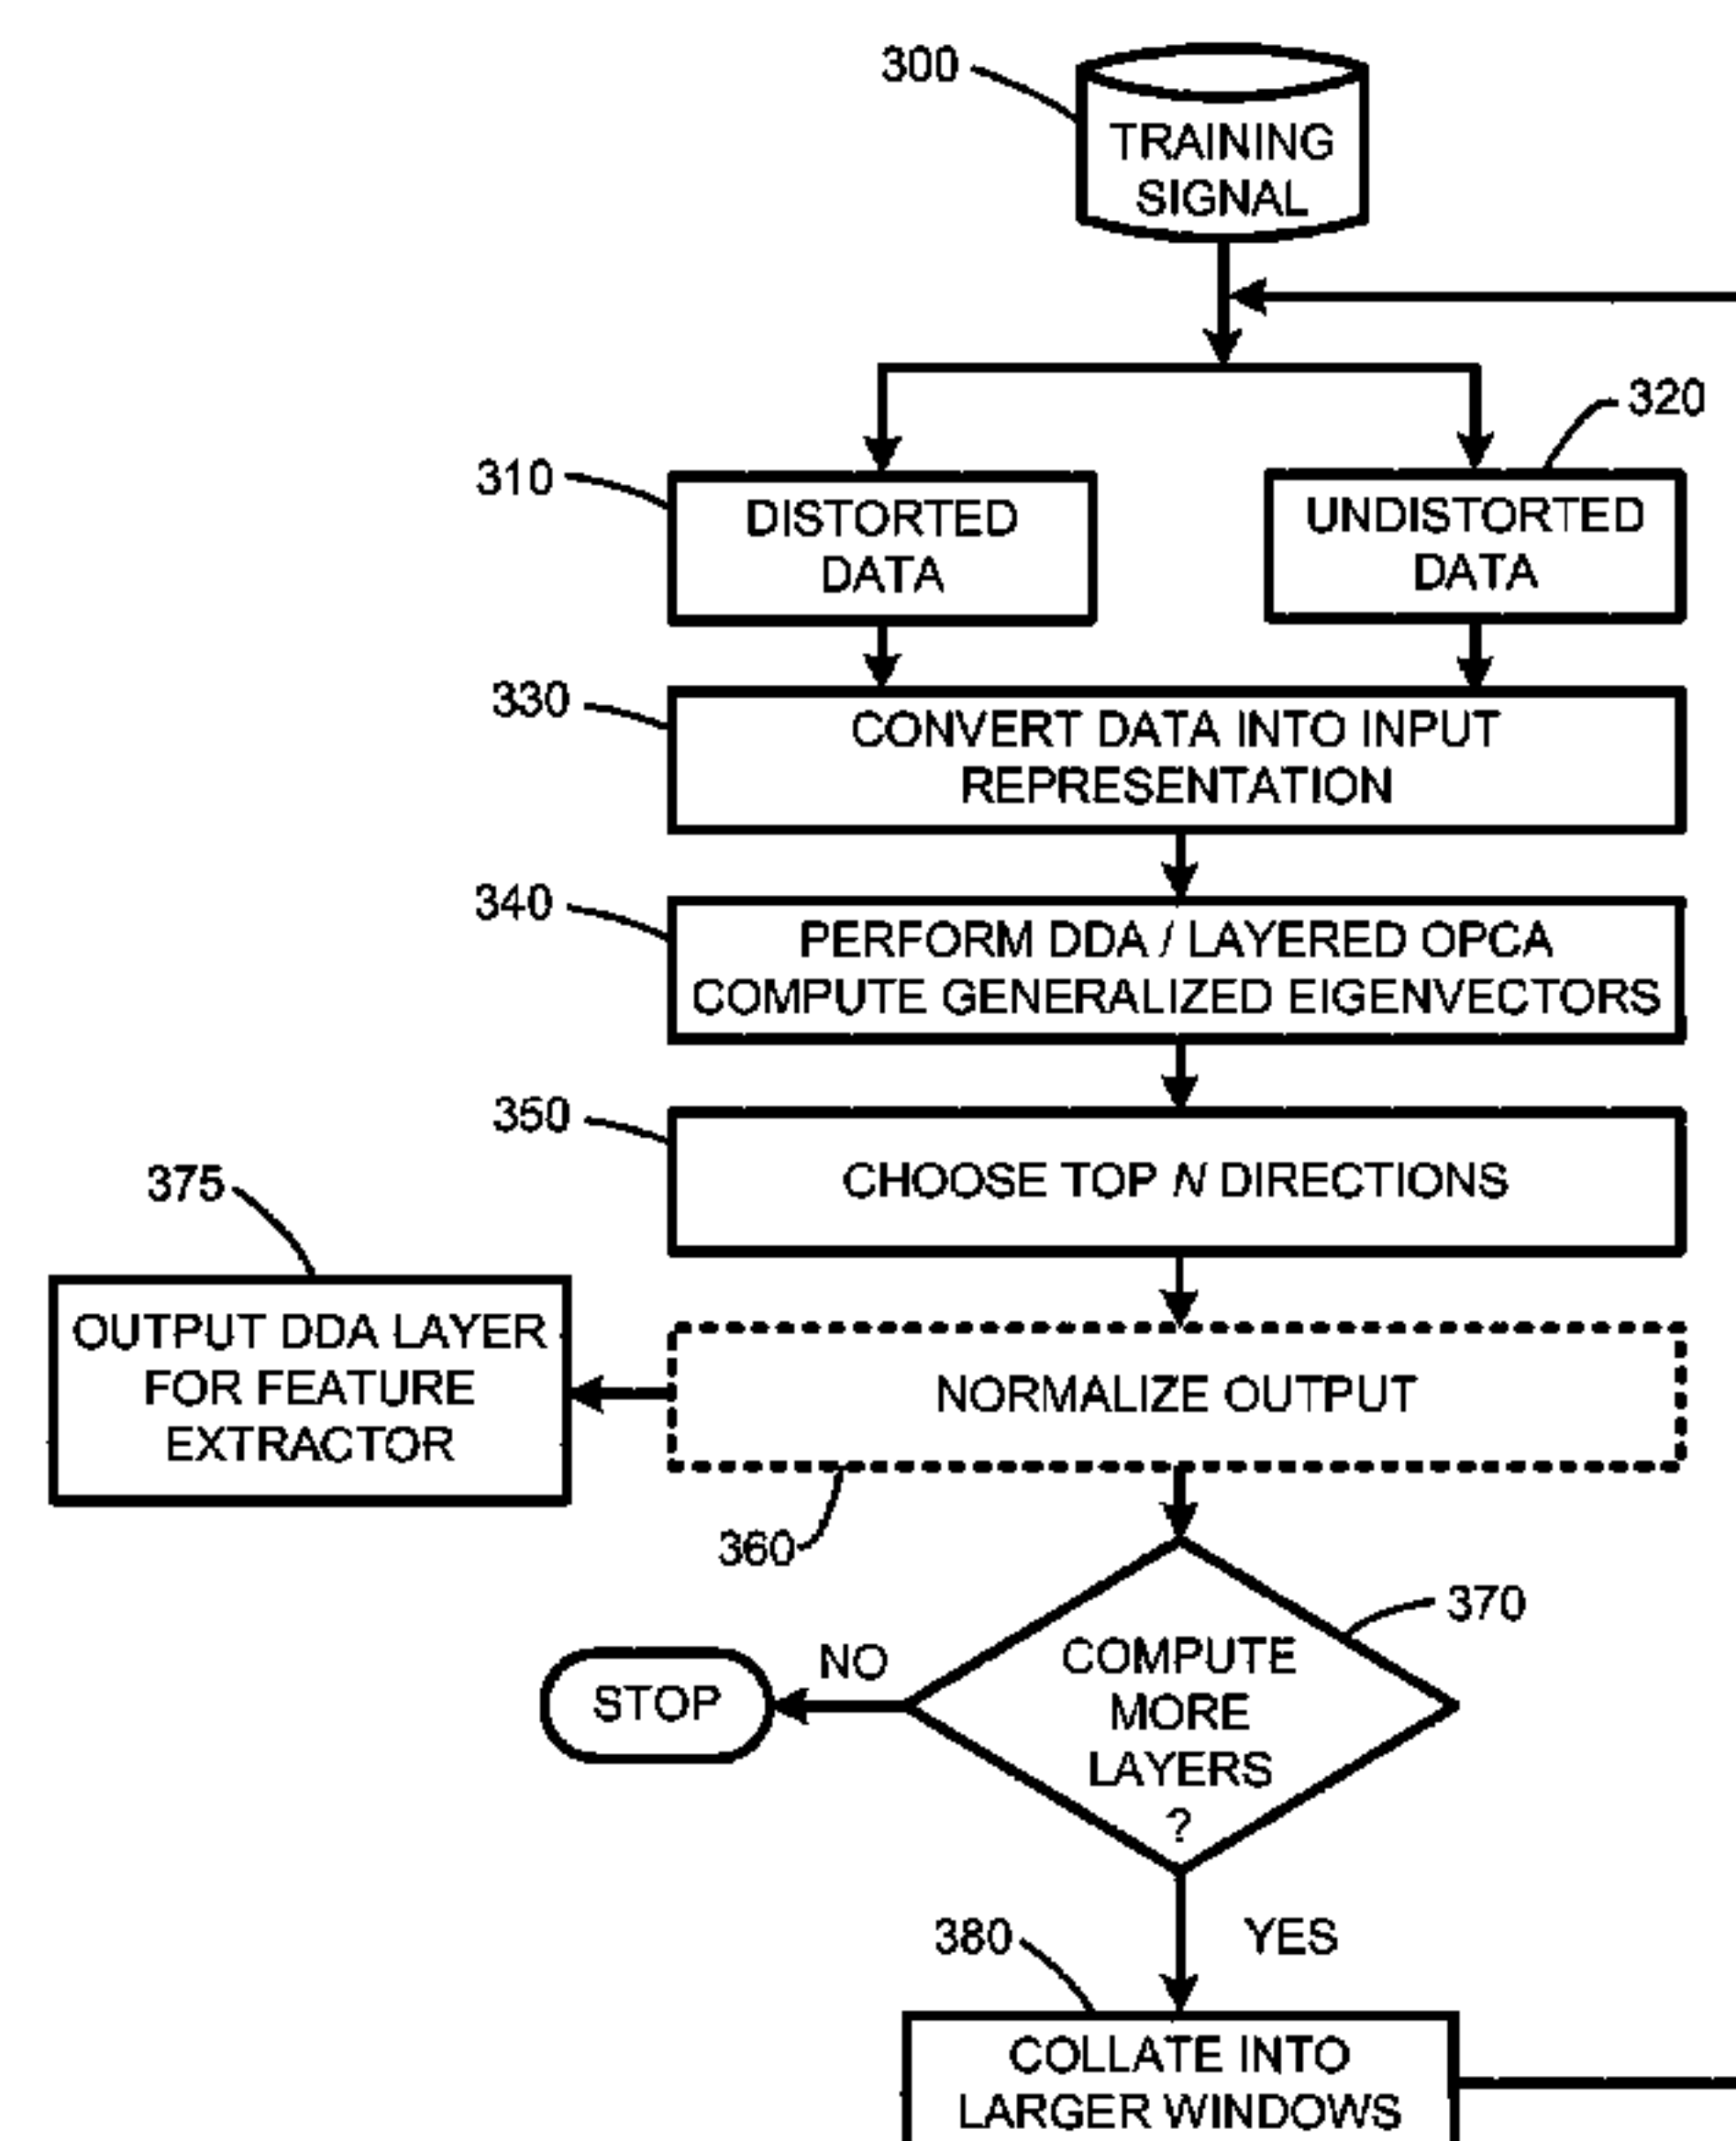 300
TRAINING
SIGNAL
320
310
DISTORTED
DATA
UNDISTORTED
DATA
330
CONVERT DATA INTO INPUT
REPRESENTATION
340
PERFORM DDA / LAYERED OPCA
COMPUTE GENERALIZED EIGENVECTORS
350
CHOOSE TOP N DIRECTIONS
375
OUTPUT DDA LAYER
FOR FEATURE
EXTRACTOR
NORMALIZE OUTPUT
360
370
COMPUTE
MORE
LAYERS
?
NO
STOP
YES
380
COLLATE INTO
LARGER WINDOWS